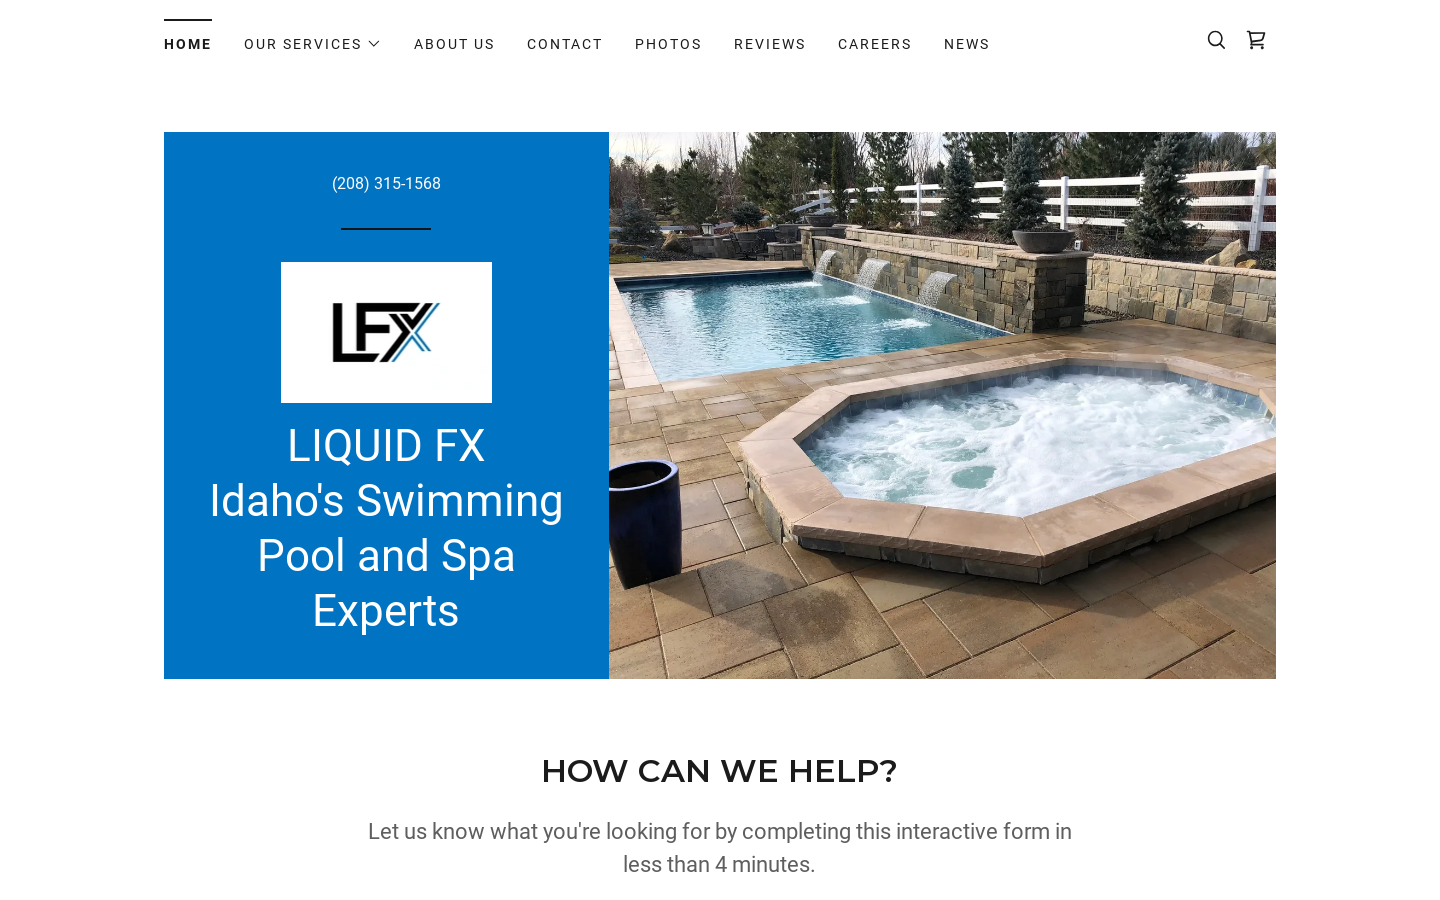 HOME OUR SERVICES ABOUT US CONTACT PHOTOS REVIEWS CAREERS NEWS
(208) 315-1568
LFX
LIQUID FX
Idaho's Swimming
Pool and Spa
Experts
HOW CAN WE HELP?
Let us know what you're looking for by completing this interactive form in
less than 4 minutes.